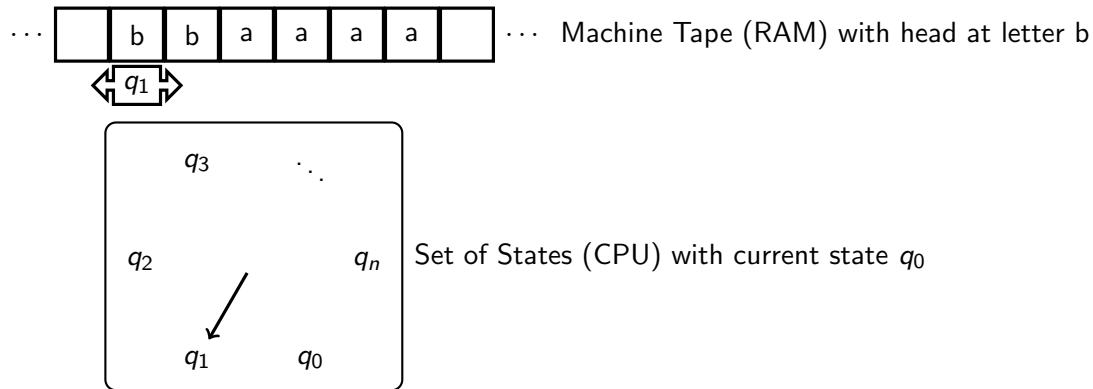 ··· b b a a a a ··· Machine Tape (RAM) with head at letter b
q₁
q₃ ⋱
q₂ qₙ Set of States (CPU) with current state q₀
q₁ q₀